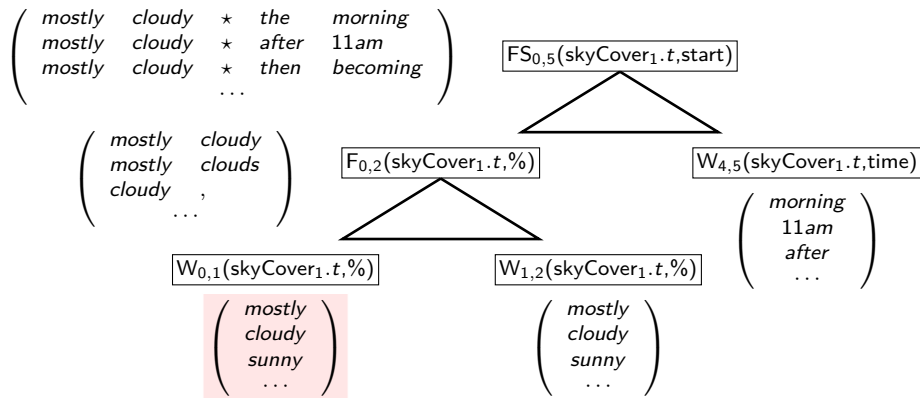 mostly cloudy ⋆ the morning
mostly cloudy ⋆ after 11am
mostly cloudy ⋆ then becoming
...
FS0,5(skyCover1.t,start)
mostly cloudy
mostly clouds
cloudy ,
...
F0,2(skyCover1.t,%)
W4,5(skyCover1.t,time)
morning
11am
after
...
W0,1(skyCover1.t,%)
W1,2(skyCover1.t,%)
mostly
cloudy
sunny
...
mostly
cloudy
sunny
...